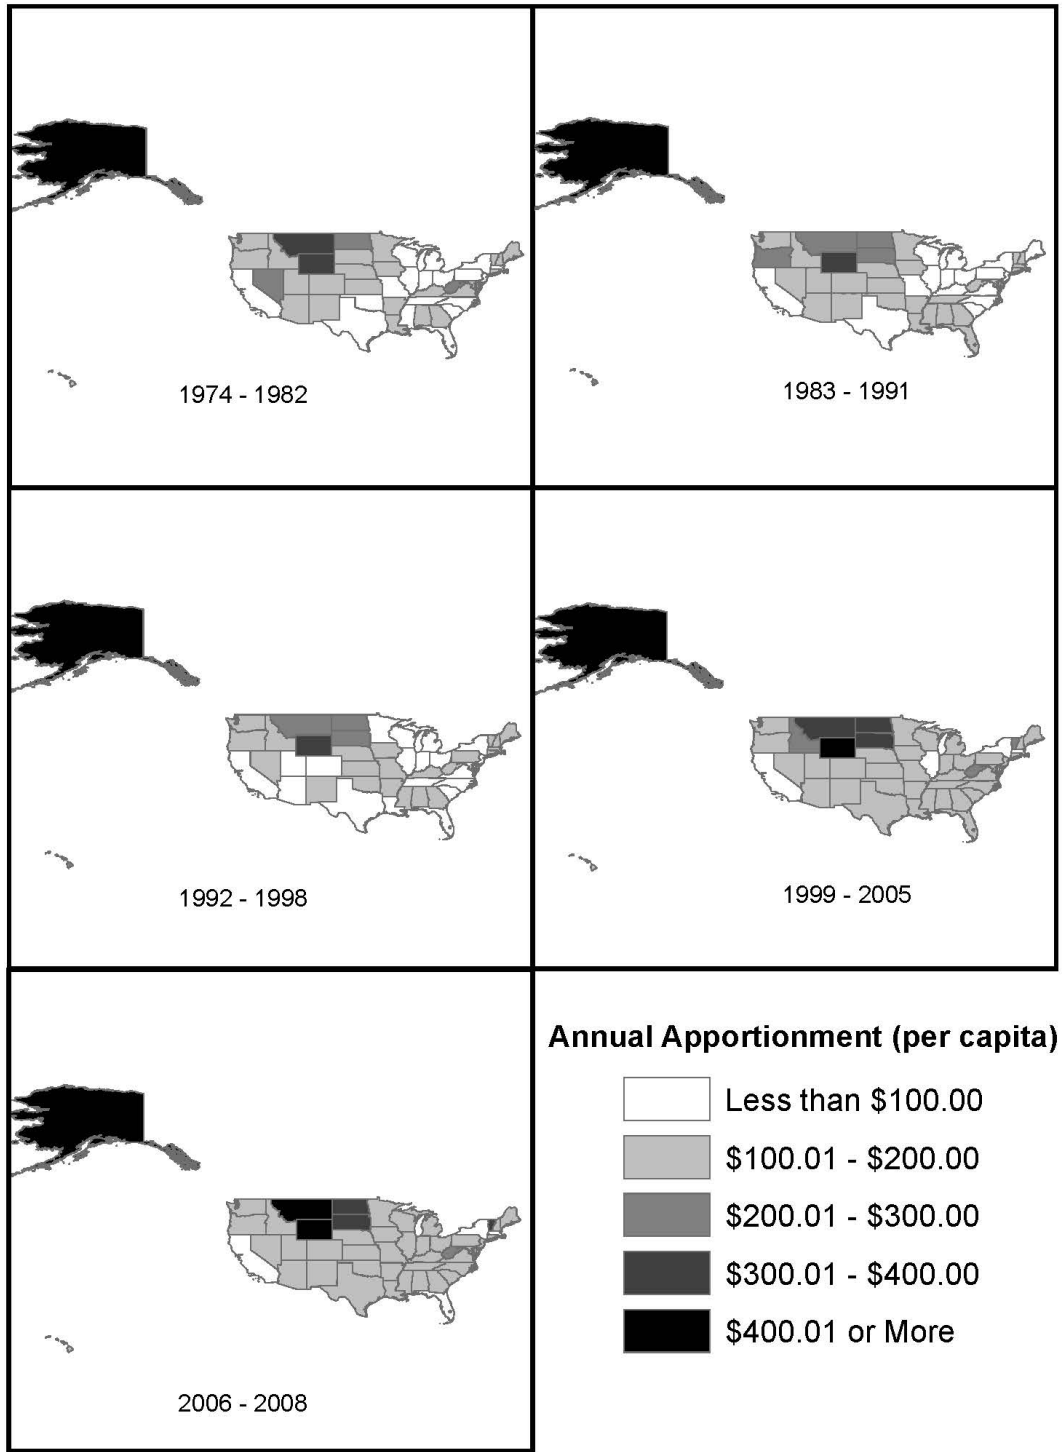 1974 - 1982
1983 - 1991
1992 - 1998
1999 - 2005
2006 - 2008
Annual Apportionment (per capita)
Less than $100.00
$100.01 - $200.00
$200.01 - $300.00
$300.01 - $400.00
$400.01 or More